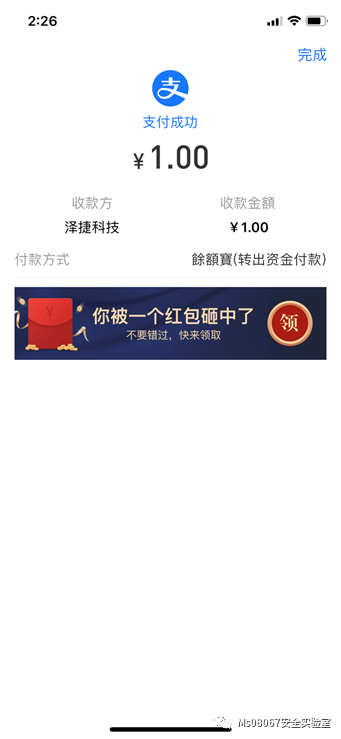 2:26
完成
支
支付成功
¥1.00
收款方 收款金額
泽捷科技 ¥1.00
付款方式 餘額寶(转出资金付款)
¥
你被一个红包砸中了
不要错过，快来领取
领
Ms08067安全实验室